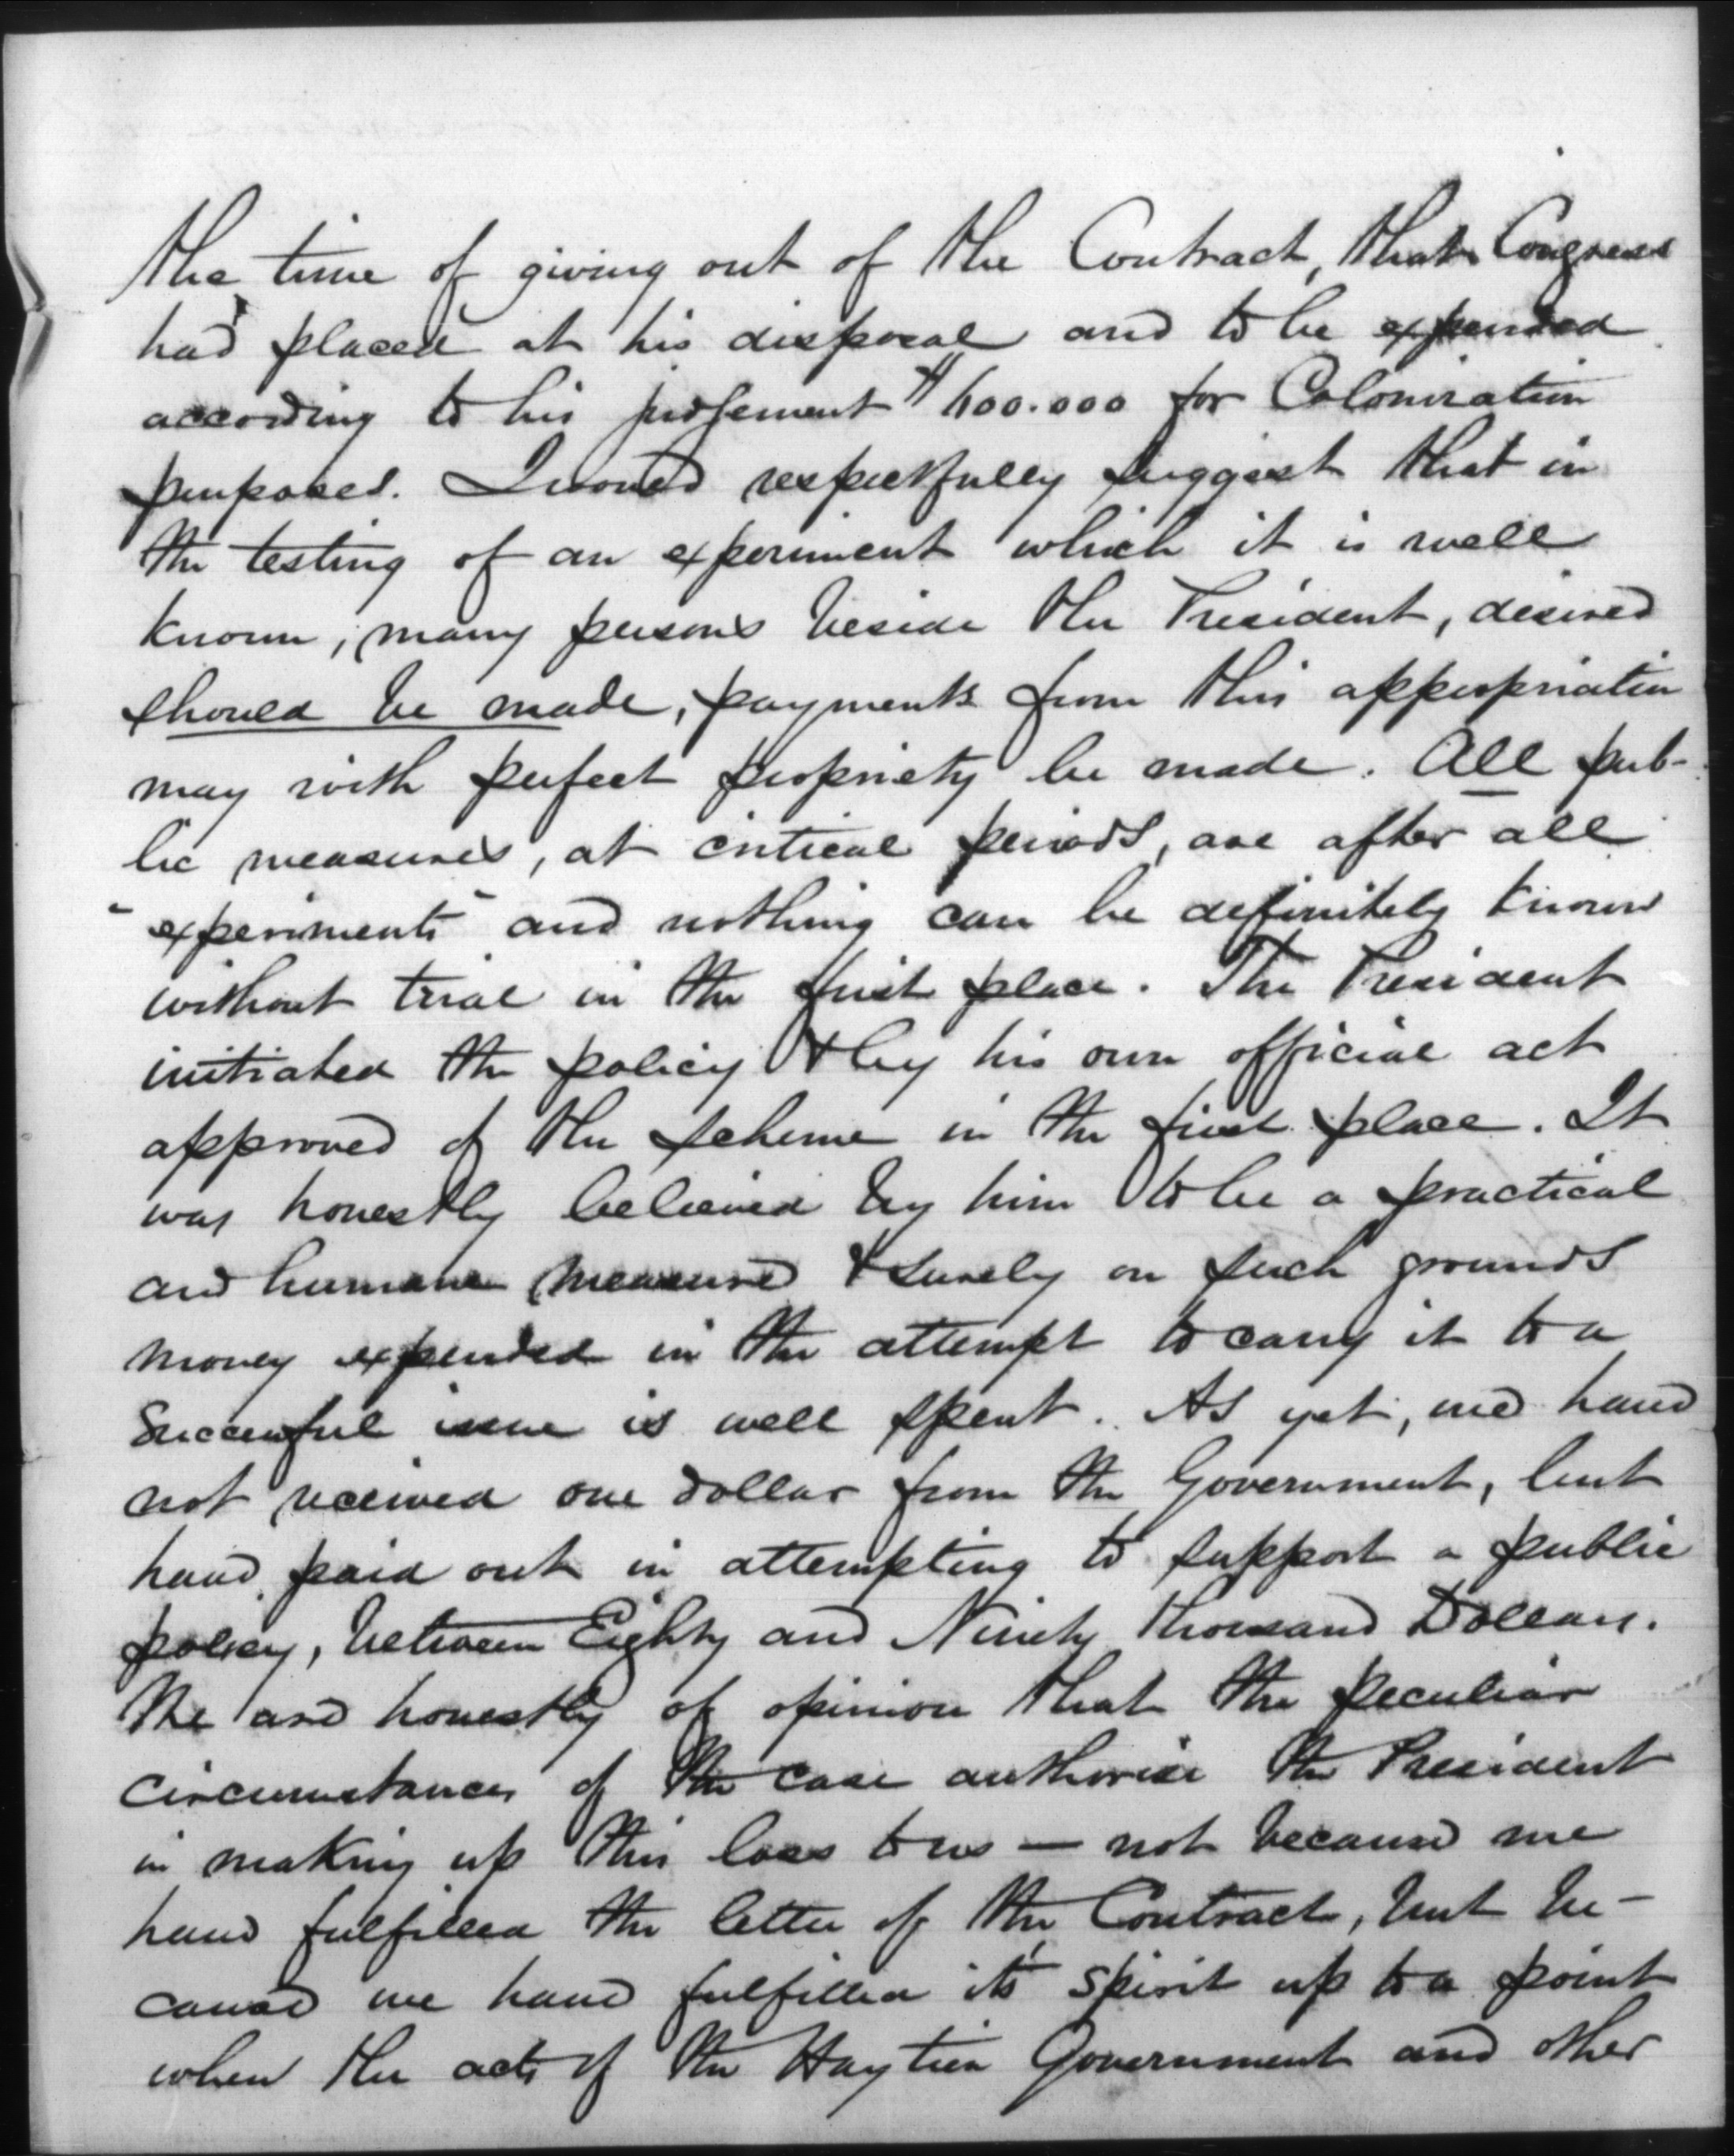 the time of giving out of the Contract, that Congress
had placed at his disposal and to be expended
according to his judgement $600.000 for Colonization
purposes. I would respectfully suggest that in
the testing of an experiment which it is well
known, many persons beside the President, desired
should be made, payments from this appropriation
may with perfect propriety be made. All pub-
lic measures, at critical periods, are after all
"experiments" and nothing can be definitely known
without trial in the first place. The President
initiated the policy & by his own official act
approved of the scheme in the first place. It
was honestly believed by him to be a practical
and humane measure & surely on such grounds
money expended in the attempt to carry it to a
Successful issue is well spent. As yet, we have
not received one dollar from the Government, but
have paid out in attempting to support a public
policy, between Eighty and Ninety Thousand Dollars.
We are honestly of opinion that the peculiar
circumstances of the case authorise the President
in making up this loss to us — not because we
have fulfilled the letter of the Contract, but be-
cause we have fulfilled it's spirit up to a point
when the acts of the Haytien Government and other